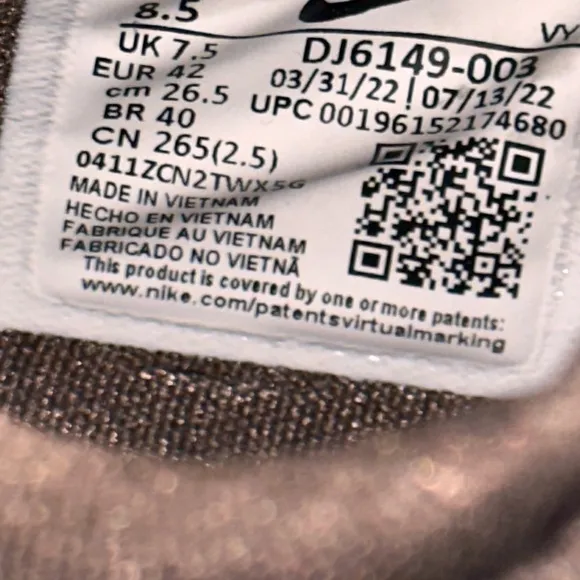 8.5
UK 7.5
EUR 42
cm 26.5
BR 40
CN 265(2.5)
DJ6149-003
03/31/22 | 07/13/22
UPC 00196152174680
0411ZCN2TWX5G
MADE IN VIETNAM
HECHO EN VIETNAM
FABRIQUE AU VIETNAM
FABRICADO NO VIETNÃ
This product is covered by one or more patents:
www.nike.com/patentsvirtualmarking